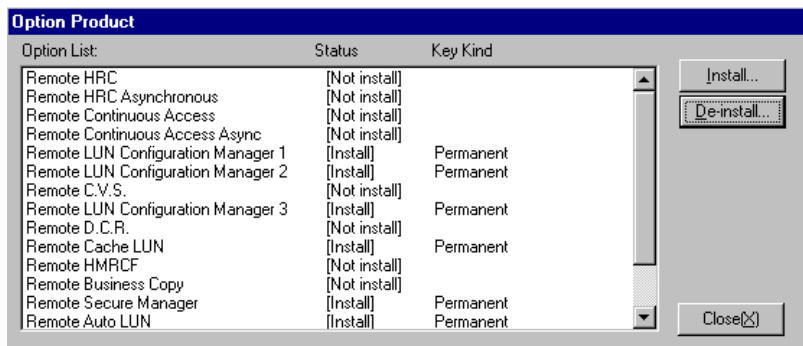 Option Product
Option List: Status Key Kind
Remote HRC [Not install]
Remote HRC Asynchronous [Not install]
Remote Continuous Access [Not install]
Remote Continuous Access Async [Not install]
Remote LUN Configuration Manager 1 [Install] Permanent
Remote LUN Configuration Manager 2 [Install] Permanent
Remote C.V.S. [Not install]
Remote LUN Configuration Manager 3 [Install] Permanent
Remote D.C.R. [Not install]
Remote Cache LUN [Install] Permanent
Remote HMRCF [Not install]
Remote Business Copy [Not install]
Remote Secure Manager [Install] Permanent
Remote Auto LUN [Install] Permanent
Install...
De-install...
Close(X)